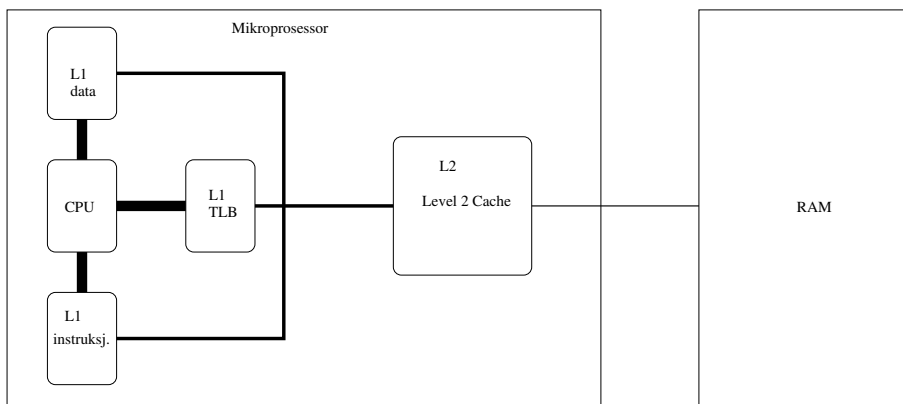 Mikroprosessor
L1
data
CPU
L1
TLB
L1
instruksj.
L2
Level 2 Cache
RAM